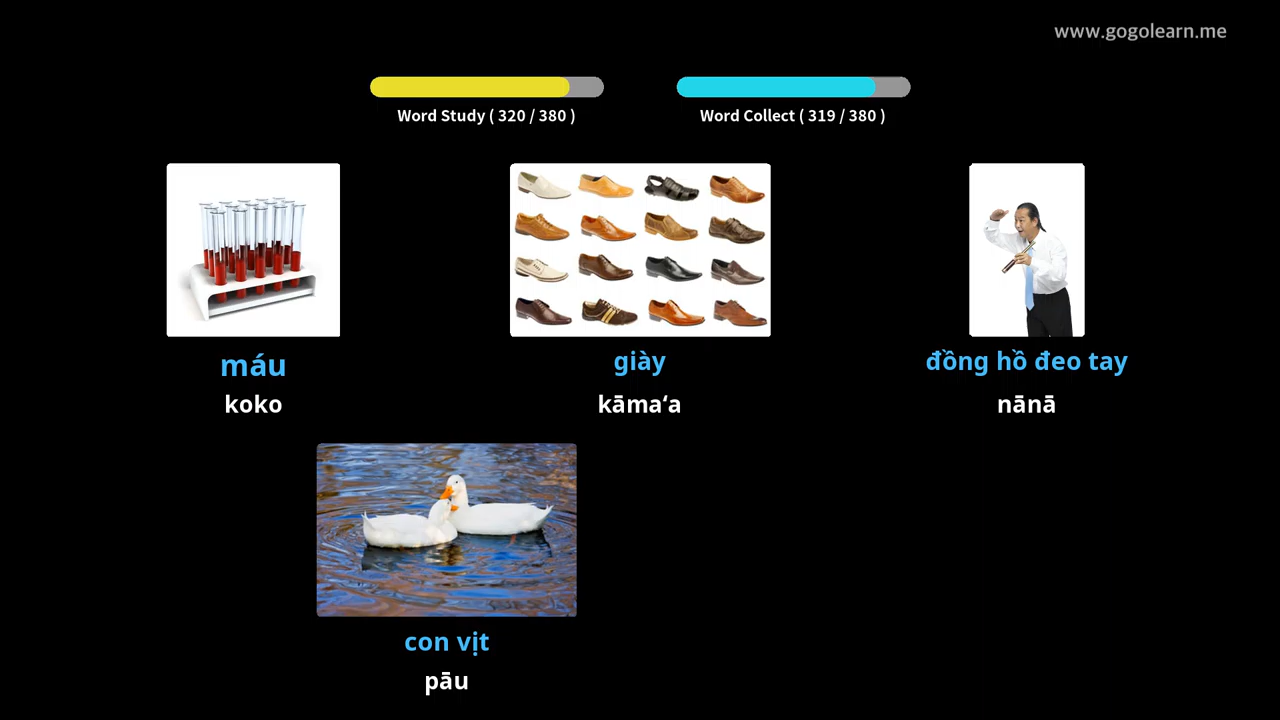 www.gogolearn.me
Word Study ( 320 / 380 )
Word Collect ( 319 / 380 )
máu
giày
đồng hồ đeo tay
koko
kāmaʻa
nānā
con vịt
pāu